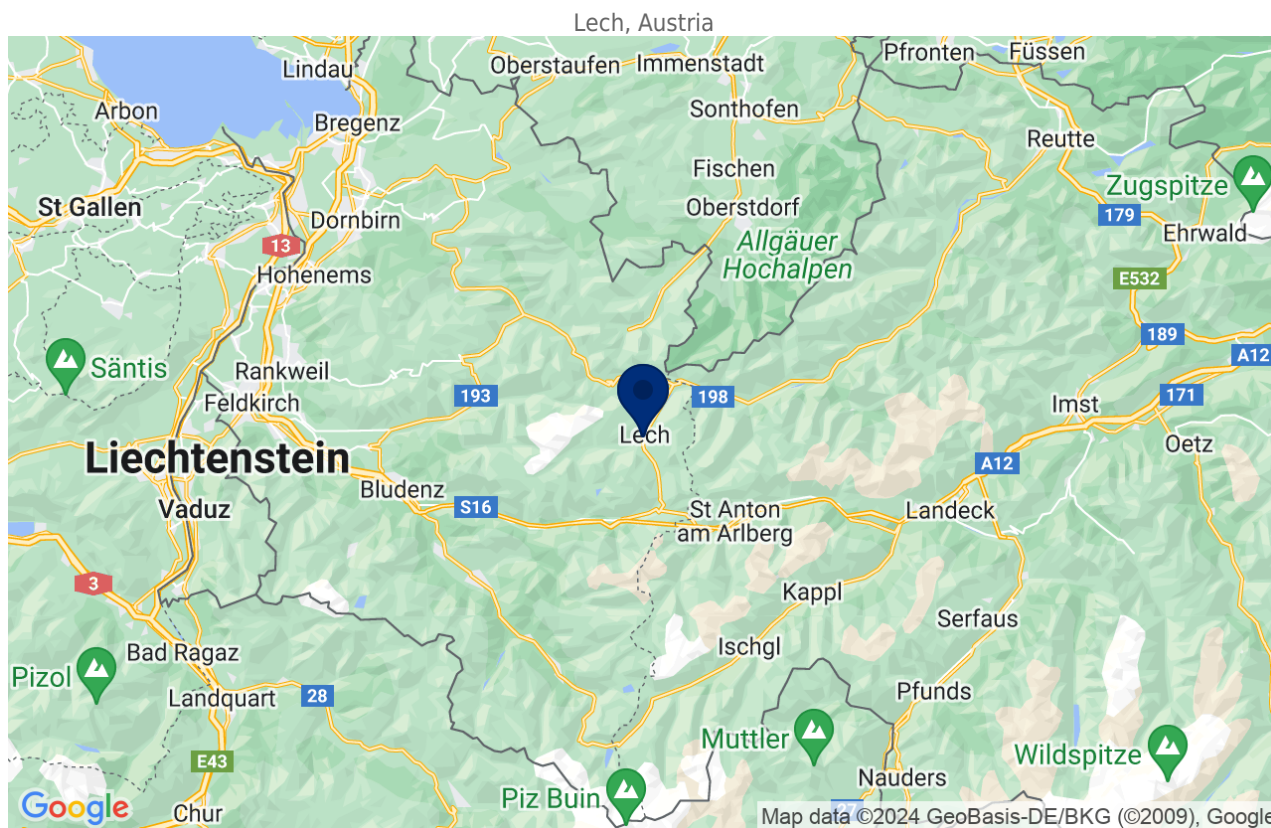 Lech, Austria
Lindau
Oberstaufen
Immenstadt
Pfronten
Füssen
Arbon
Bregenz
Sonthofen
Reutte
Fischen
Zugspitze
St Gallen
Dornbirn
Oberstdorf
179
Ehrwald
13
Allgäuer
Hochalpen
Hohenems
E532
189
A12
Säntis
Rankweil
193
198
171
Feldkirch
Imst
Lech
Oetz
Liechtenstein
A12
Bludenz
Vaduz
S16
St Anton
am Arlberg
Landeck
3
Kappl
Serfaus
Bad Ragaz
Ischgl
Pizol
Landquart
28
Pfunds
Muttler
Wildspitze
E43
Nauders
Piz Buin
Google
Chur
27
Map data ©2024 GeoBasis-DE/BKG (©2009), Google